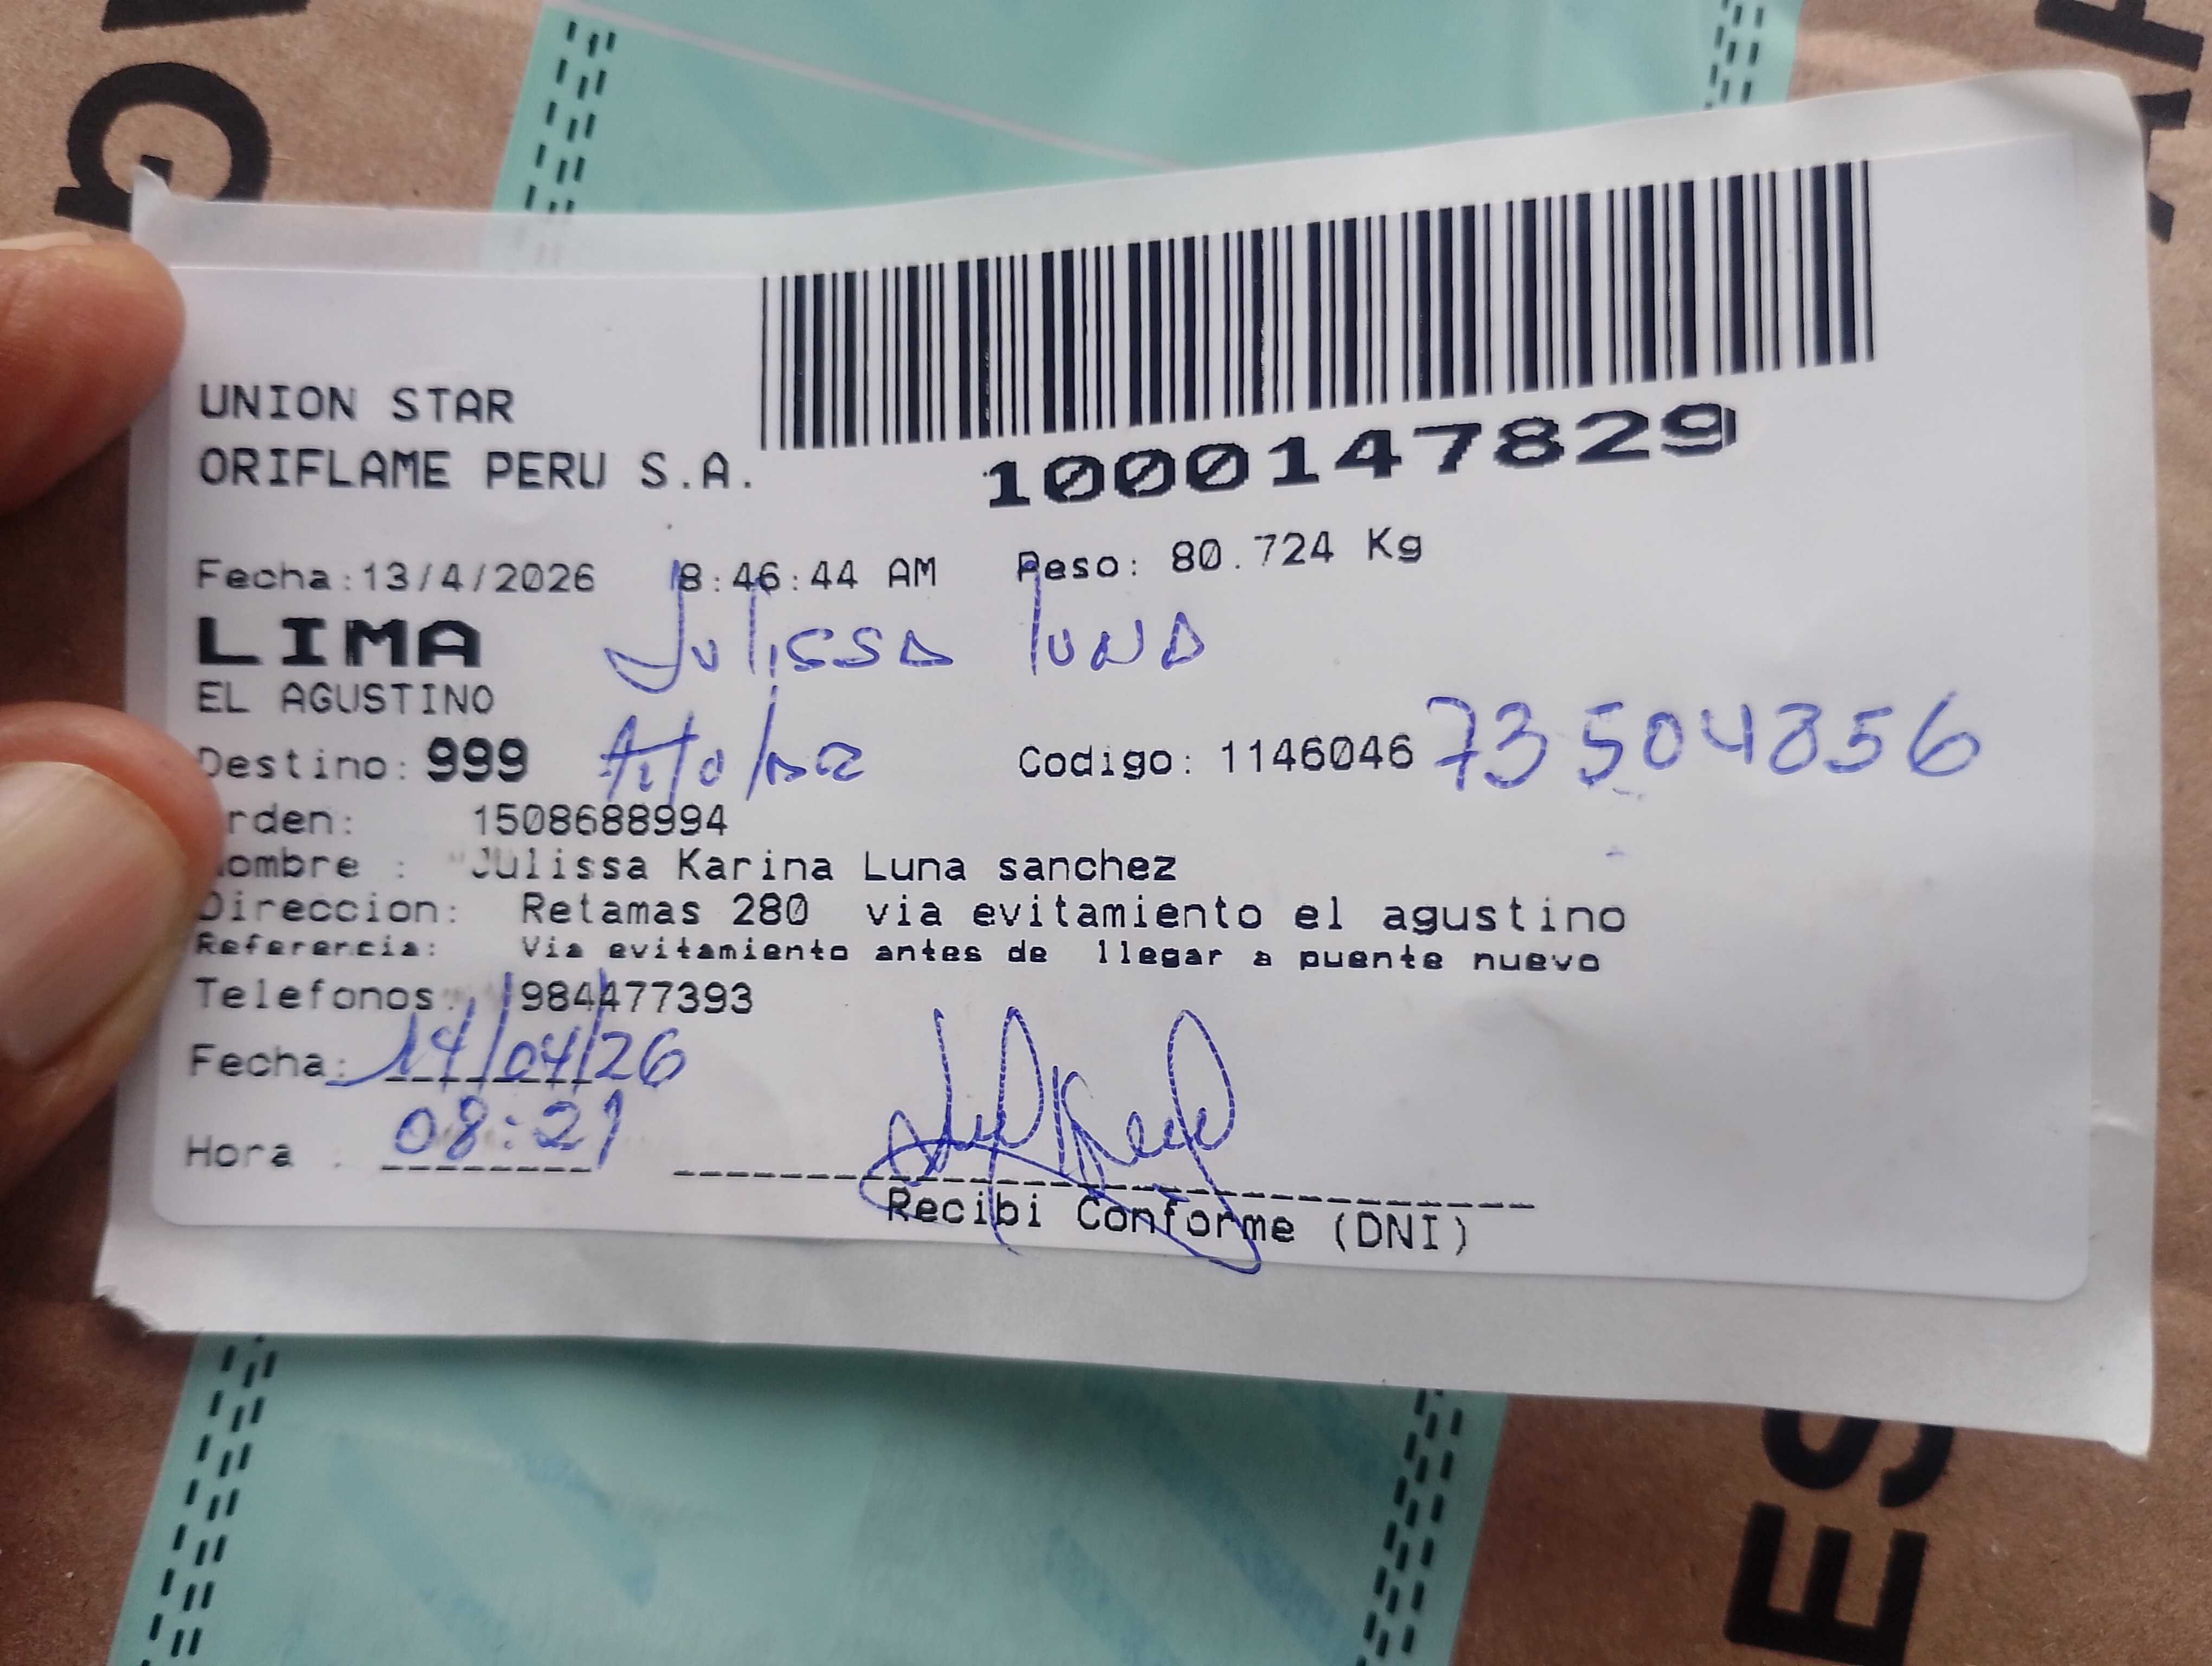 UNION STAR
ORIFLAME PERU S.A.
1000147829
Fecha:13/4/2026 8:46:44 AM Peso: 80.724 Kg
LIMA Julissa luna
EL AGUSTINO
Destino: 999 Titular Codigo: 1146046 73504856
rden: 1508688994
ombre : Julissa Karina Luna sanchez
Direccion: Retamas 280 via evitamiento el agustino
Referencia: Via evitamiento antes de llegar a puente nuevo
Telefonos: 984477393
Fecha: 14/04/26
Hora : 08:21
Recibi Conforme (DNI)
ES